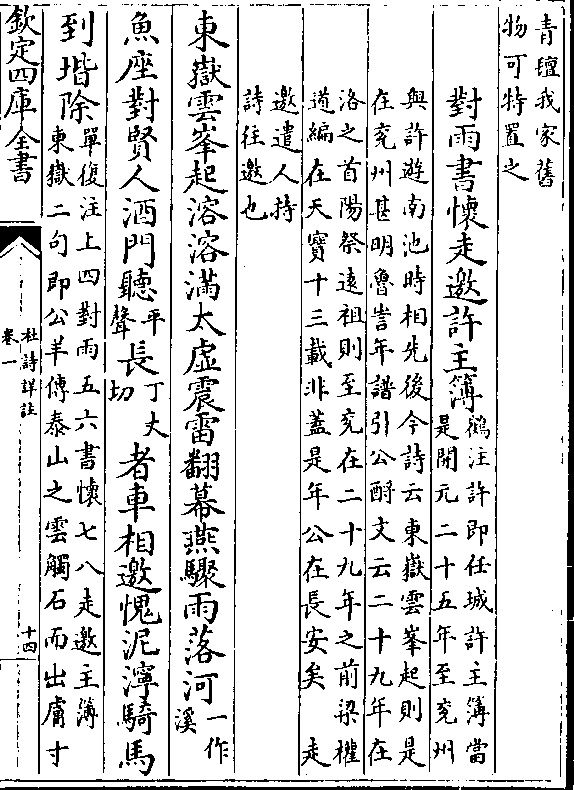 青氊我家舊
物可特置之
對雨書懷走邀許主簿
鶴注許即任城許主簿當
是開元二十五年至兖州
與許遊南池時相先後今詩云東嶽雲峯起則是
在兖州甚明魯訔年譜引公酹文云二十九年在
洛之首陽祭遠祖則至兖在二十九年之前梁權
道編在天寳十三載非蓋是年公在長安矣 走
邀遣人持
詩往邀也
東嶽雲峯起溶溶滿太虛震雷翻幕燕驟雨落河
一作
溪
魚座對賢人酒門聽
平
聲
長
丁丈
切
者車相邀愧泥濘騎馬
到堦除
單復注上四對雨五六書懷七八走邀主簿
東嶽二句即公羊傳泰山之雲觸石而出膚寸
欽定四庫全書
杜詩詳註
卷一
十四